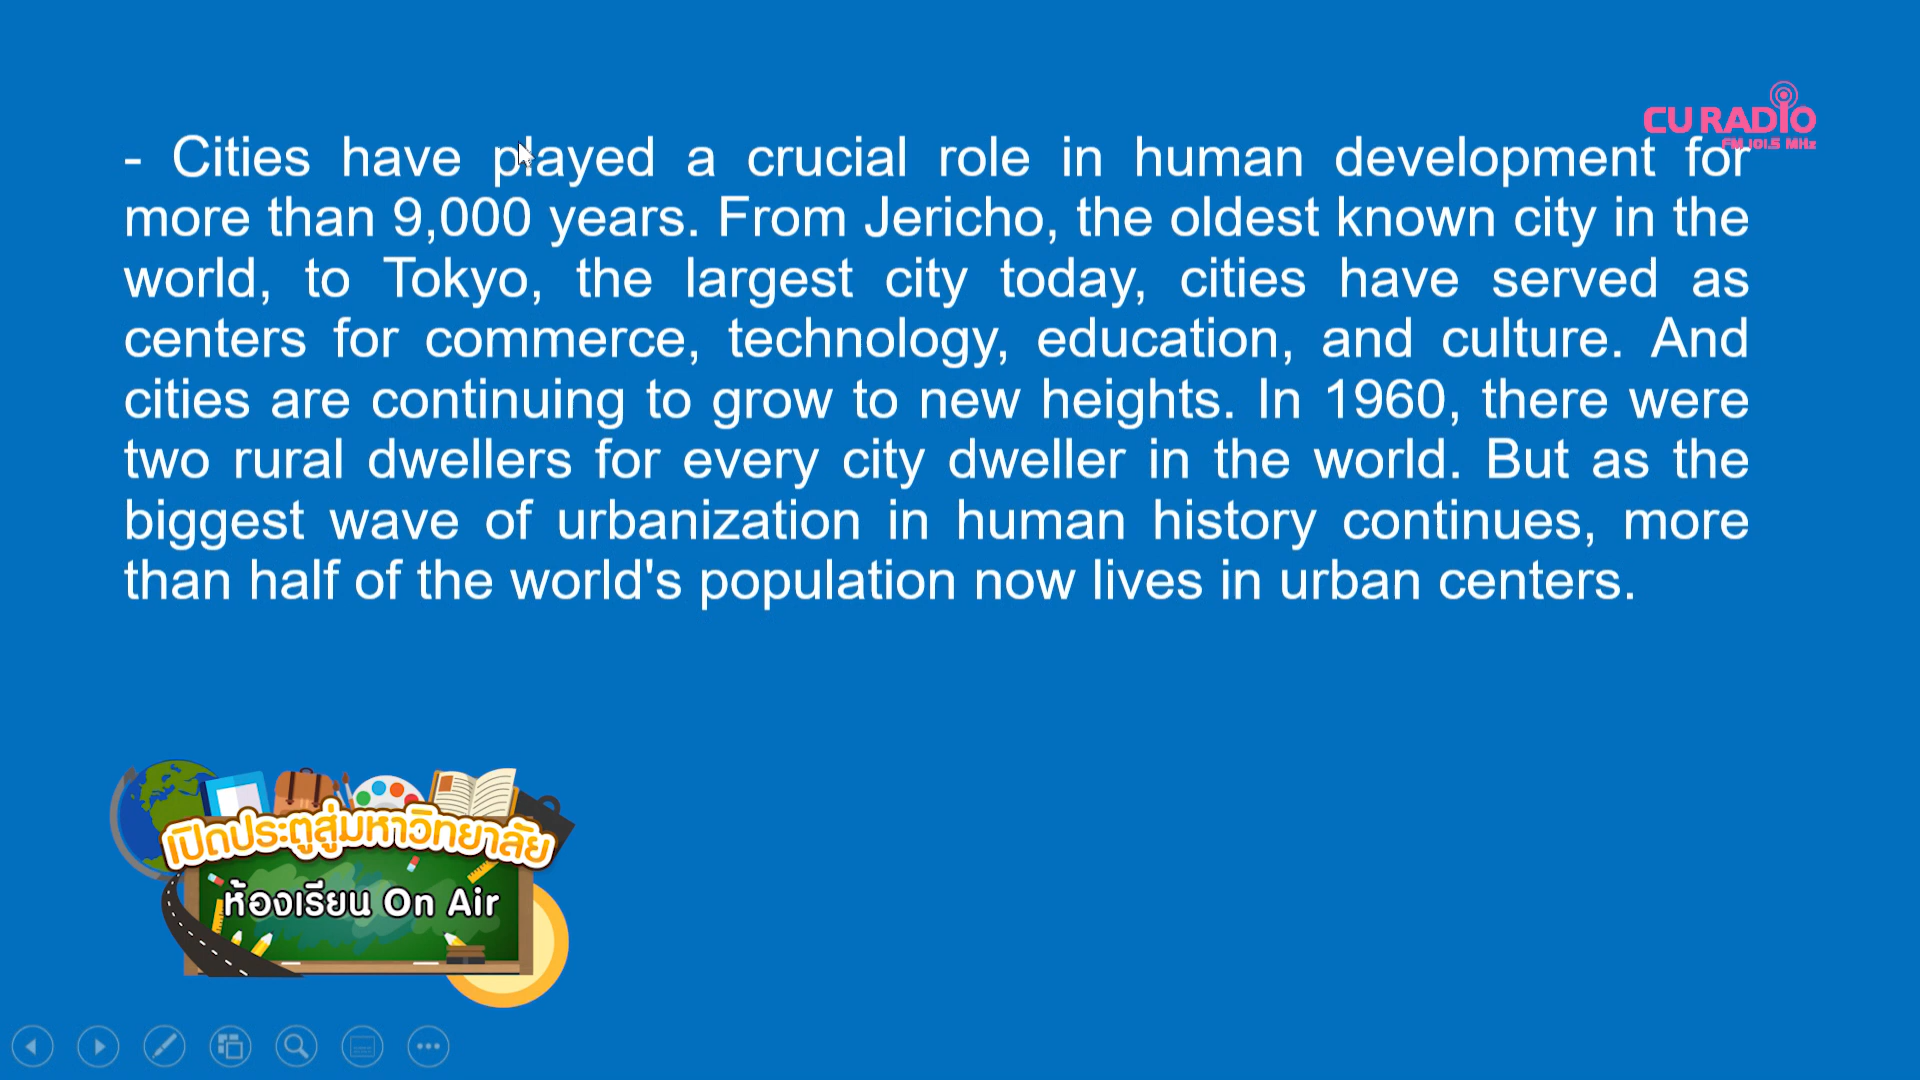 CU RADIO
FM 101.5 MHz
- Cities have played a crucial role in human development for
more than 9,000 years. From Jericho, the oldest known city in the
world, to Tokyo, the largest city today, cities have served as
centers for commerce, technology, education, and culture. And
cities are continuing to grow to new heights. In 1960, there were
two rural dwellers for every city dweller in the world. But as the
biggest wave of urbanization in human history continues, more
than half of the world's population now lives in urban centers.
เปิดประตูสู่มหาวิทยาลัย
ห้องเรียน On Air